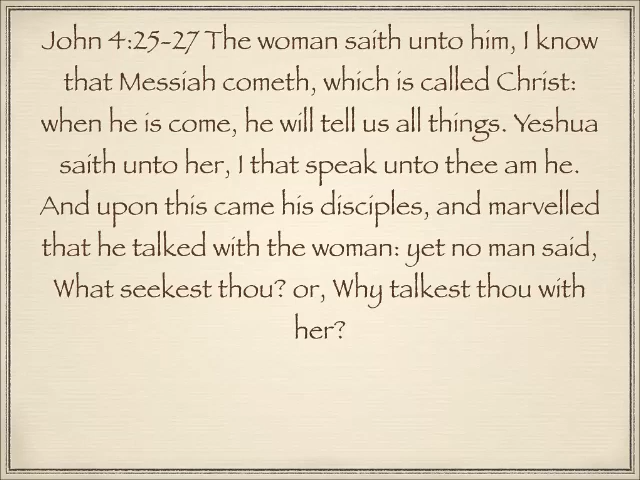 John 4:25-27 The woman saith unto him, I know
that Messiah cometh, which is called Christ:
when he is come, he will tell us all things. Yeshua
saith unto her, I that speak unto thee am he.
And upon this came his disciples, and marvelled
that he talked with the woman: yet no man said,
What seekest thou? or, Why talkest thou with
her?